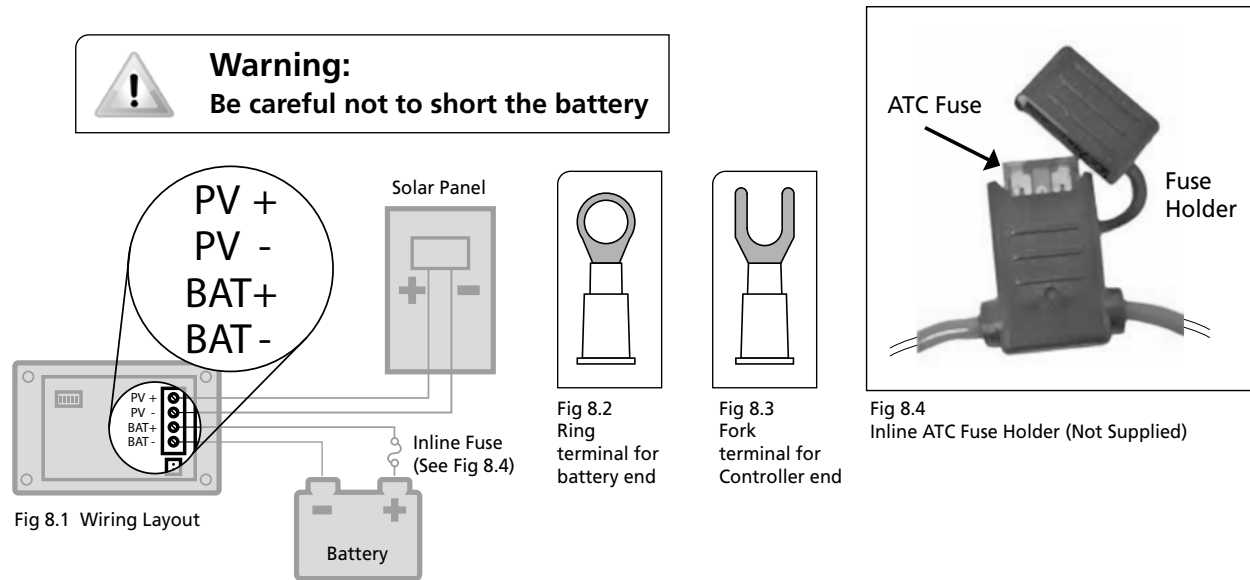 Warning:
Be careful not to short the battery
PV +
PV -
BAT+
BAT -
Solar Panel
PV +
PV -
BAT+
BAT -
Inline Fuse
(See Fig 8.4)
Battery
Fig 8.1 Wiring Layout
Fig 8.2
Ring
terminal for
battery end
Fig 8.3
Fork
terminal for
Controller end
ATC Fuse
Fuse
Holder
Fig 8.4
Inline ATC Fuse Holder (Not Supplied)